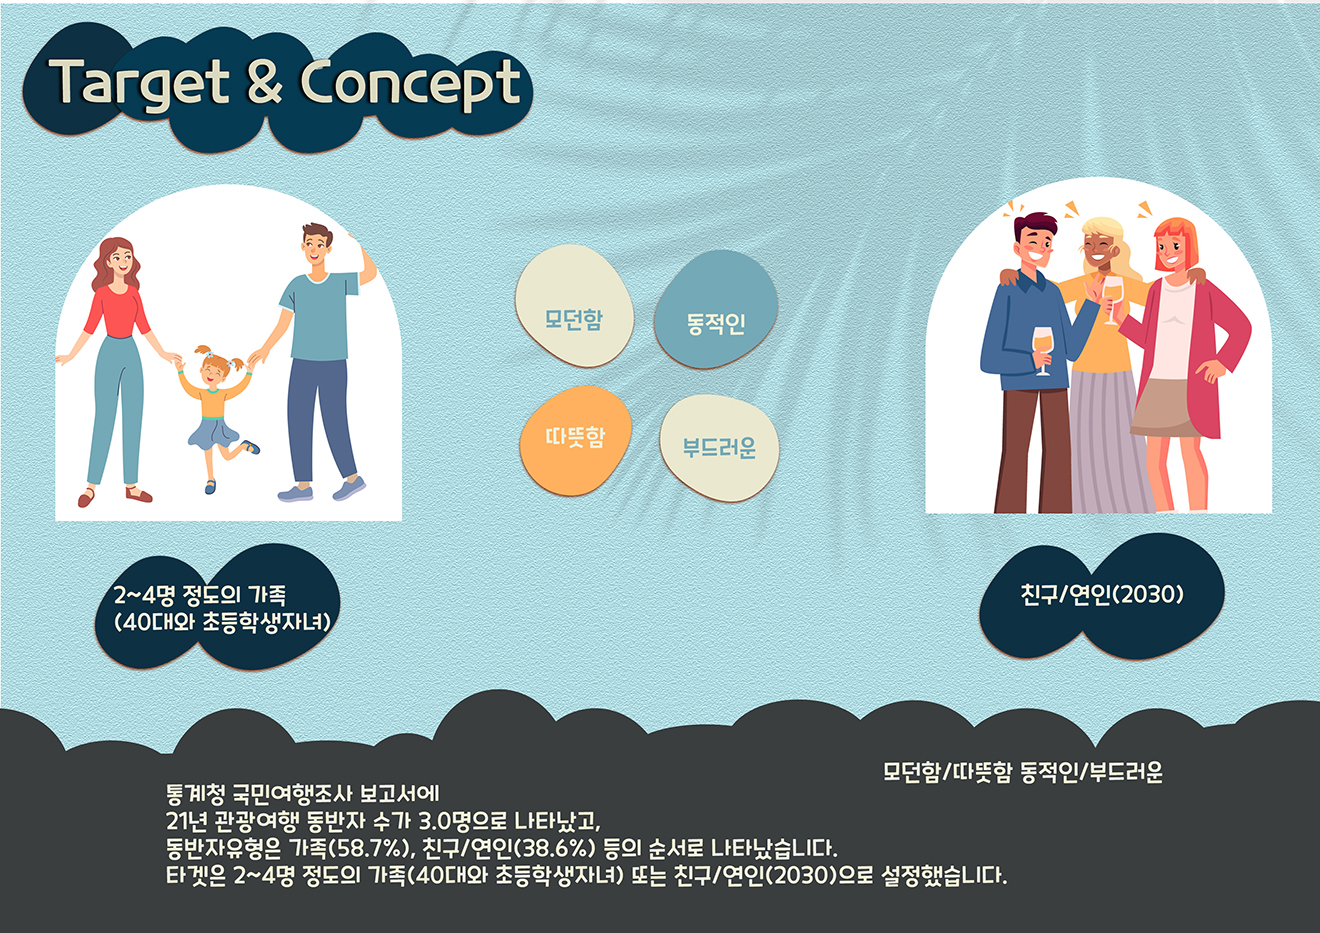 Target & Concept
모던함
동적인
따뜻함
부드러운
2~4명 정도의 가족
(40대와 초등학생자녀)
친구/연인(2030)
모던함/따뜻함 동적인/부드러운
통계청 국민여행조사 보고서에
21년 관광여행 동반자 수가 3.0명으로 나타났고,
동반자유형은 가족(58.7%), 친구/연인(38.6%) 등의 순서로 나타났습니다.
타겟은 2~4명 정도의 가족(40대와 초등학생자녀) 또는 친구/연인(2030)으로 설정했습니다.